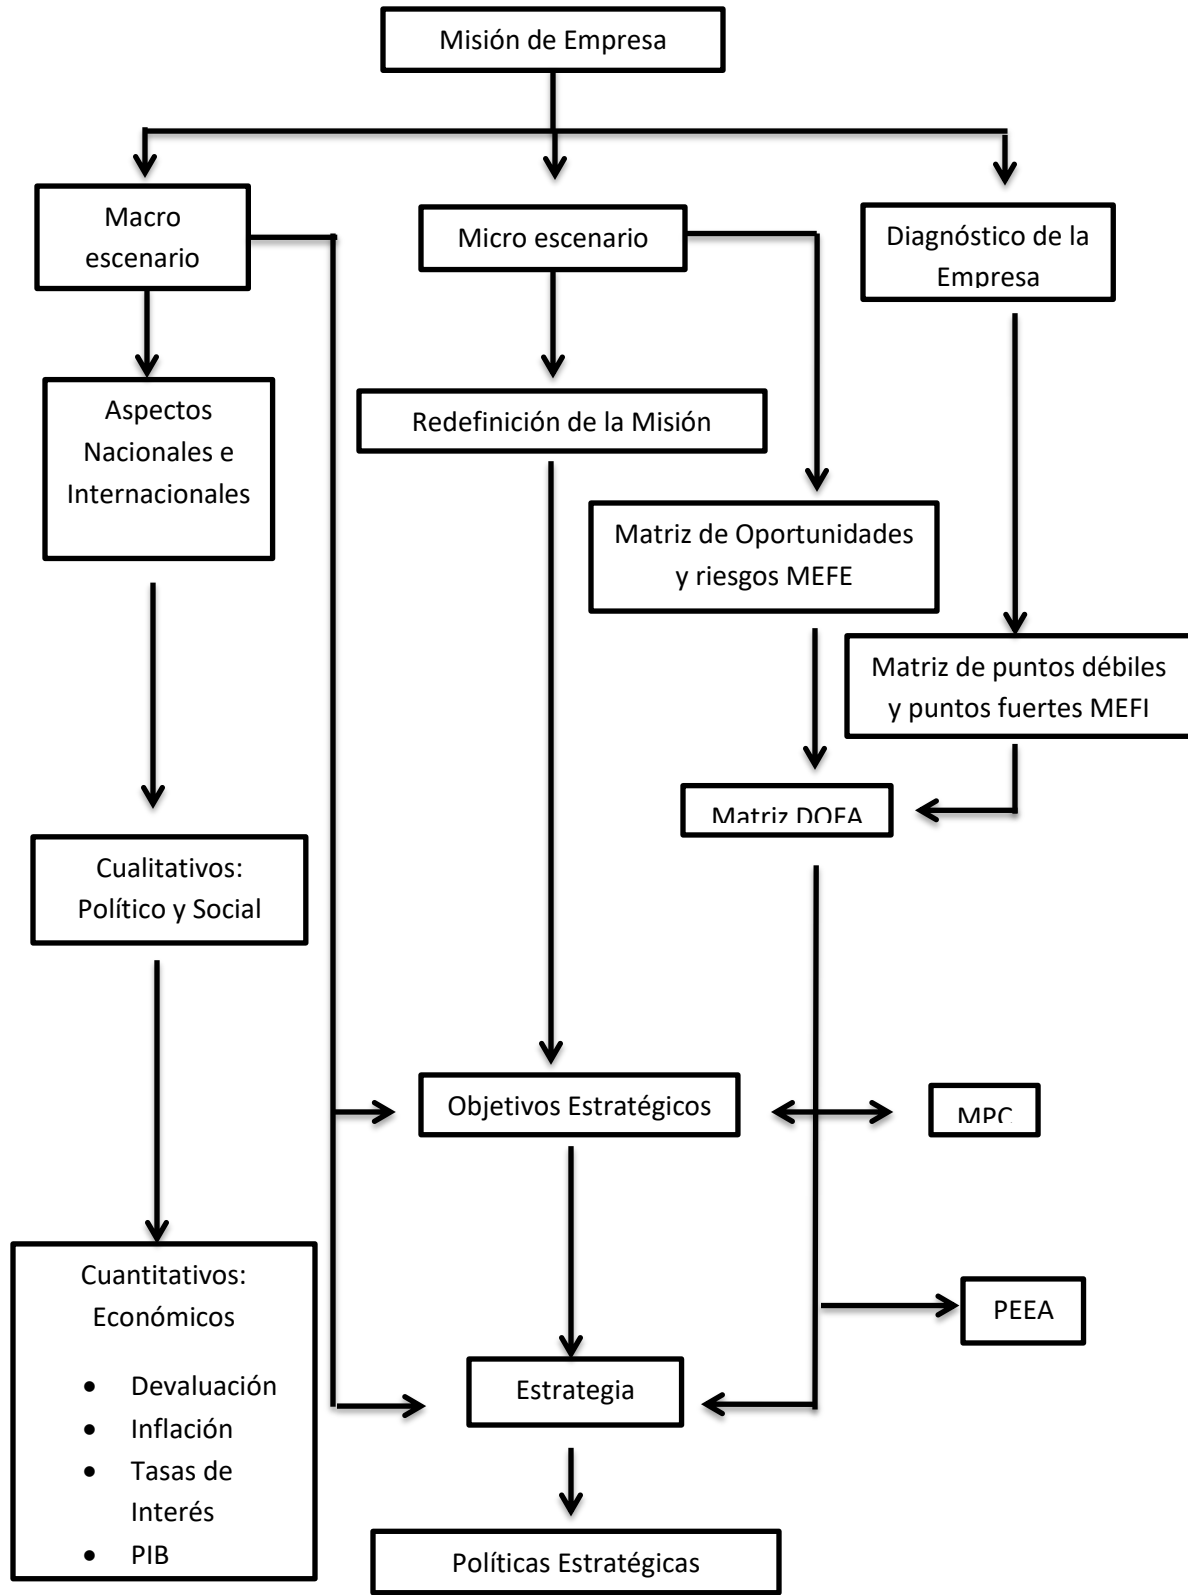 Misión de Empresa
Macro
escenario
Micro escenario
Diagnóstico de la
Empresa
Aspectos
Nacionales e
Internacionales
Redefinición de la Misión
Matriz de Oportunidades
y riesgos MEFE
Matriz de puntos débiles
y puntos fuertes MEFI
Matriz DOFA
Cualitativos:
Político y Social
Objetivos Estratégicos
MPC
Cuantitativos:
Económicos
• Devaluación
• Inflación
• Tasas de
Interés
• PIB
PEEA
Estrategia
Políticas Estratégicas